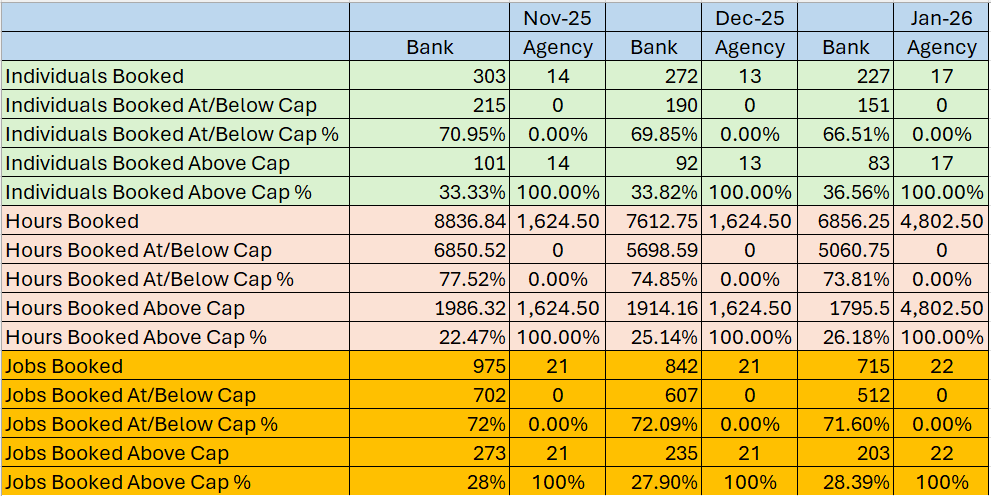 Nov-25 Dec-25 Jan-26
Bank Agency Bank Agency Bank Agency
Individuals Booked 303 14 272 13 227 17
Individuals Booked At/Below Cap 215 0 190 0 151 0
Individuals Booked At/Below Cap % 70.95% 0.00% 69.85% 0.00% 66.51% 0.00%
Individuals Booked Above Cap 101 14 92 13 83 17
Individuals Booked Above Cap % 33.33% 100.00% 33.82% 100.00% 36.56% 100.00%
Hours Booked 8836.84 1,624.50 7612.75 1,624.50 6856.25 4,802.50
Hours Booked At/Below Cap 6850.52 0 5698.59 0 5060.75 0
Hours Booked At/Below Cap % 77.52% 0.00% 74.85% 0.00% 73.81% 0.00%
Hours Booked Above Cap 1986.32 1,624.50 1914.16 1,624.50 1795.5 4,802.50
Hours Booked Above Cap % 22.47% 100.00% 25.14% 100.00% 26.18% 100.00%
Jobs Booked 975 21 842 21 715 22
Jobs Booked At/Below Cap 702 0 607 0 512 0
Jobs Booked At/Below Cap % 72% 0.00% 72.09% 0.00% 71.60% 0.00%
Jobs Booked Above Cap 273 21 235 21 203 22
Jobs Booked Above Cap % 28% 100% 27.90% 100% 28.39% 100%